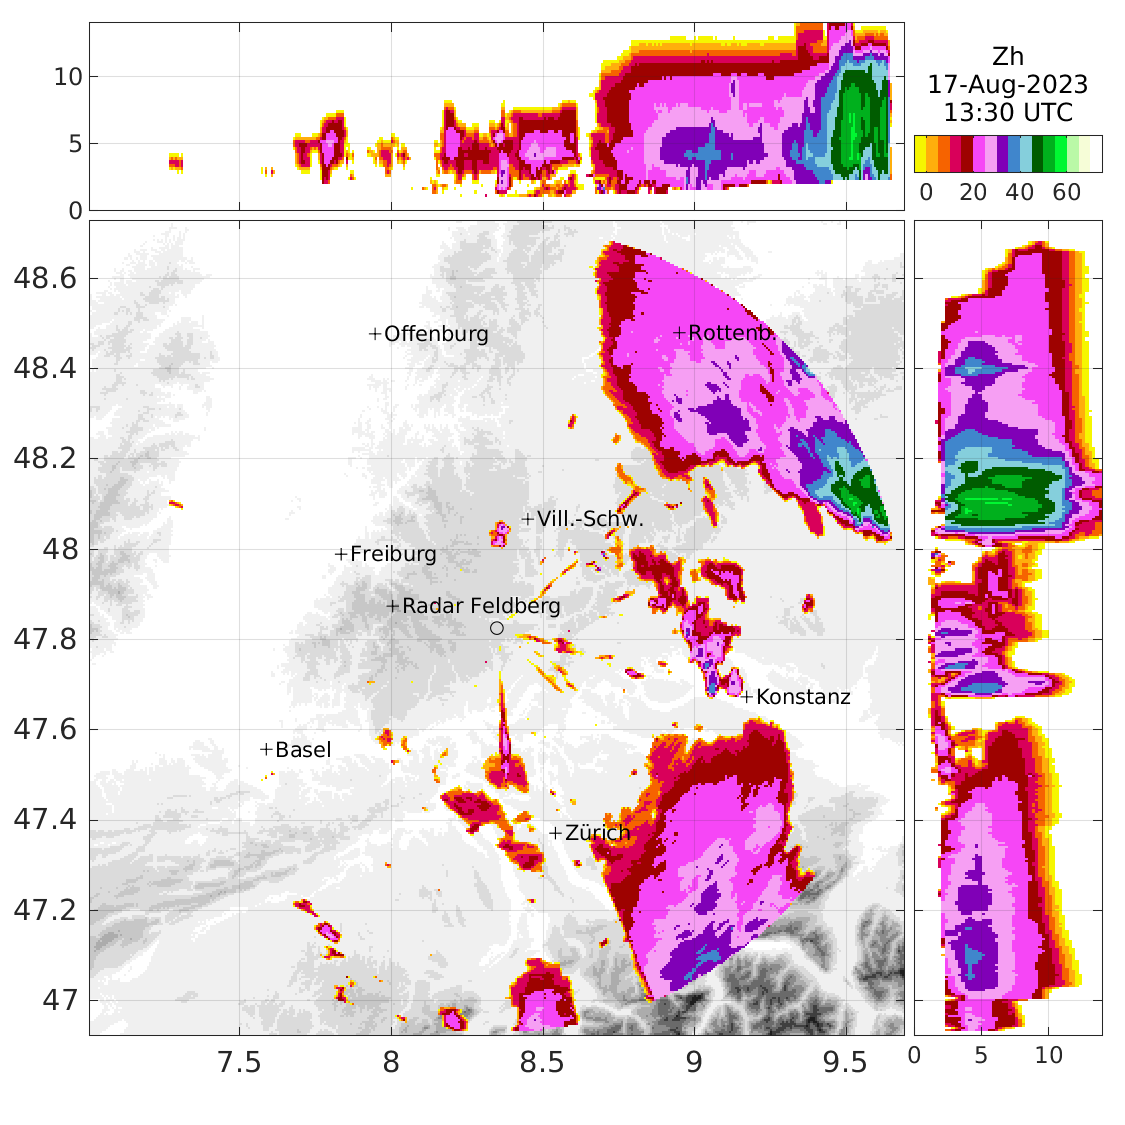 10
5
0
Zh
17-Aug-2023
13:30 UTC
0 20 40 60
48.6
48.4
48.2
48
47.8
47.6
47.4
47.2
47
+Offenburg
+Rottenb.
+Vill.-Schw.
+Freiburg
+Radar Feldberg
+Konstanz
+Basel
+Zürich
7.5 8 8.5 9 9.5
0 5 10